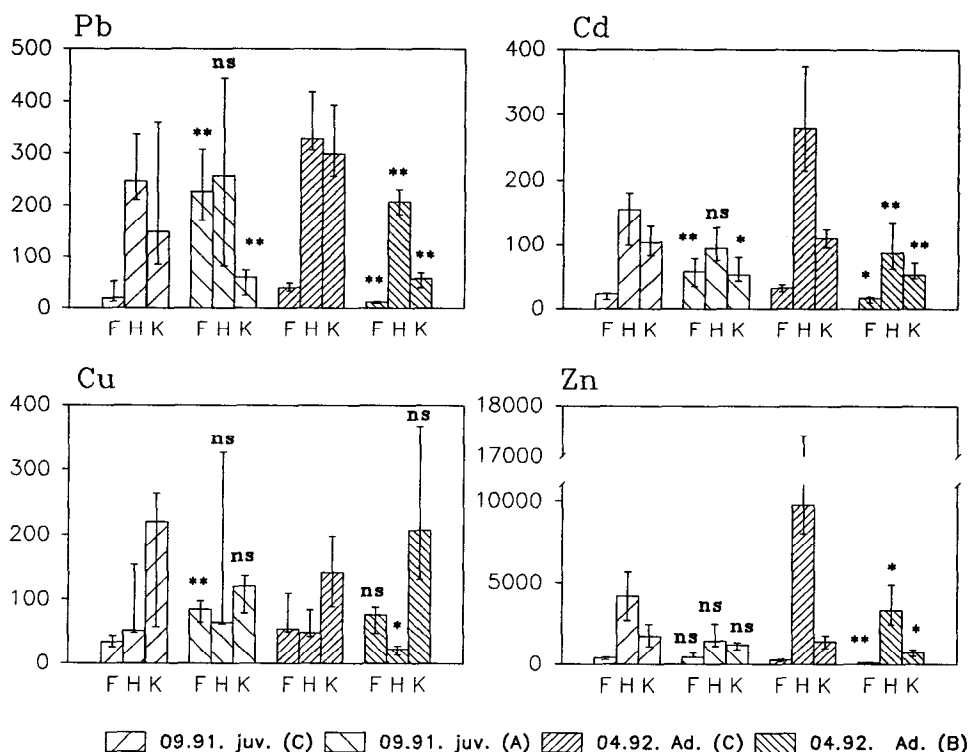 Pb
500
400
300
200
100
0
** ns ** ** ** **
F H K F H K F H K F H K
Cd
400
300
200
100
0
** ns * * ** **
F H K F H K F H K F H K
Cu
400
300
200
100
0
** ns ns ns * ns
F H K F H K F H K F H K
Zn
18000
17000
10000
5000
0
ns ns ns ** * *
F H K F H K F H K F H K
09.91. juv. (C) 09.91. juv. (A) 04.92. Ad. (C) 04.92. Ad. (B)